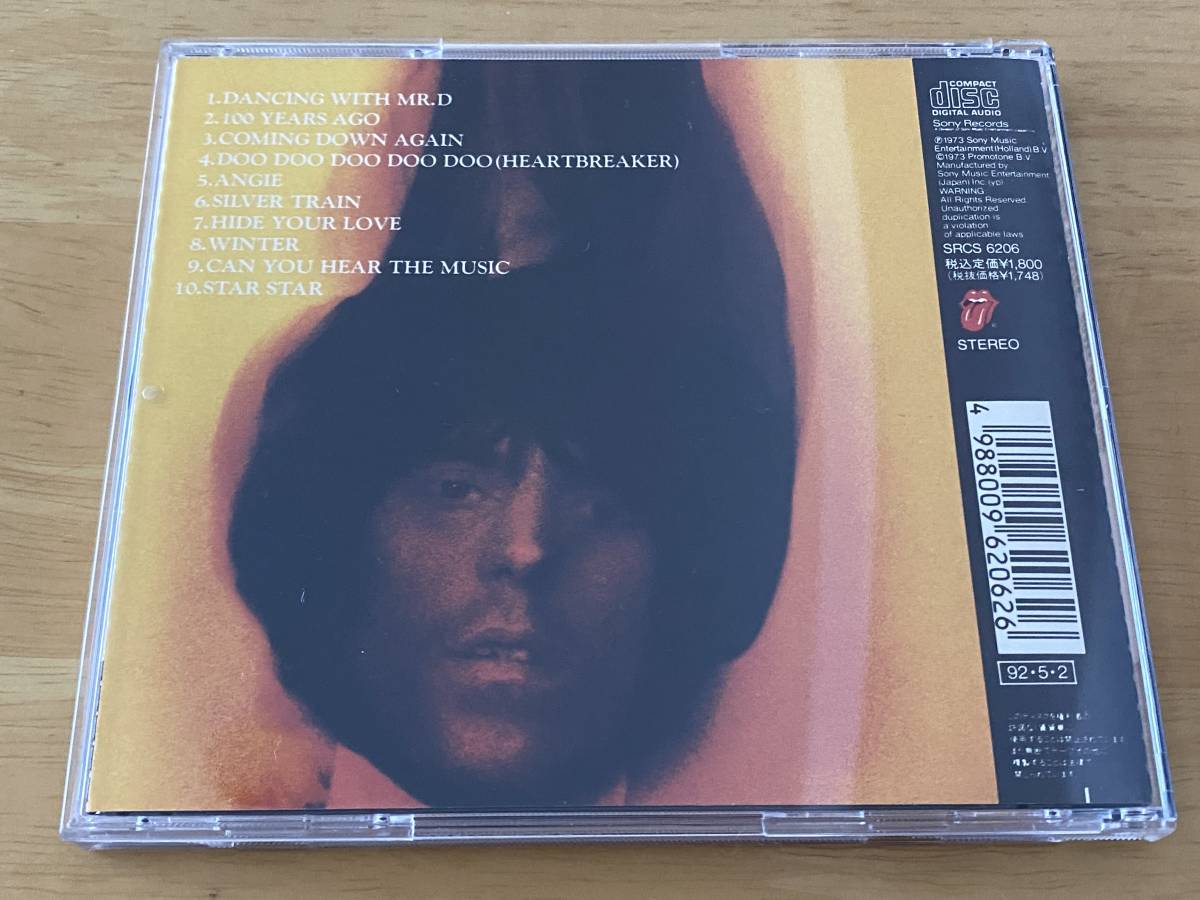 1.DANCING WITH MR.D
2.100 YEARS AGO
3.COMING DOWN AGAIN
4.DOO DOO DOO DOO DOO(HEARTBREAKER)
5.ANGIE
6.SILVER TRAIN
7.HIDE YOUR LOVE
8.WINTER
9.CAN YOU HEAR THE MUSIC
10.STAR STAR
COMPACT
disc
DIGITAL AUDIO
Sony Records
℗1973 Sony Music
Entertainment(Holland)B.V
©1973 Promotone B.V.
Manufactured by
Sony Music Entertainment
(Japan) Inc.(yb)
WARNING
All Rights Reserved
Unauthorized
duplication is
a violation
of applicable laws
SRCS 6206
税込定価¥1,800
(税抜価格¥1,748)
STEREO
4 988009 620626
92・5・2